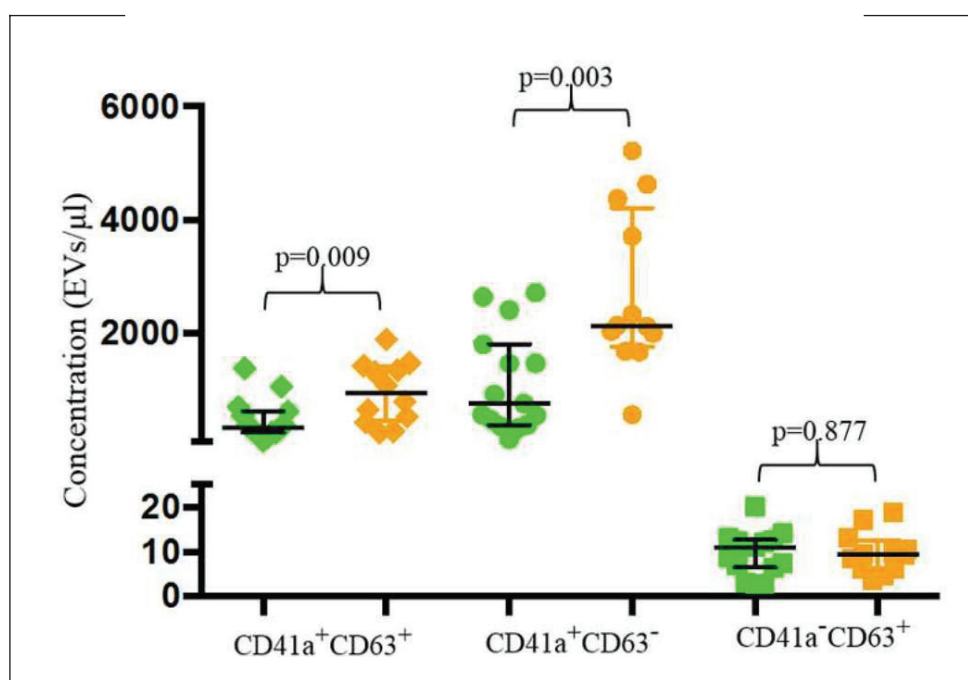 p=0.003
6000
p=0.009
4000
Concentration (EVs/µl)
2000
p=0.877
20
10
0
CD41a⁺CD63⁺
CD41a⁺CD63⁻
CD41a⁻CD63⁺